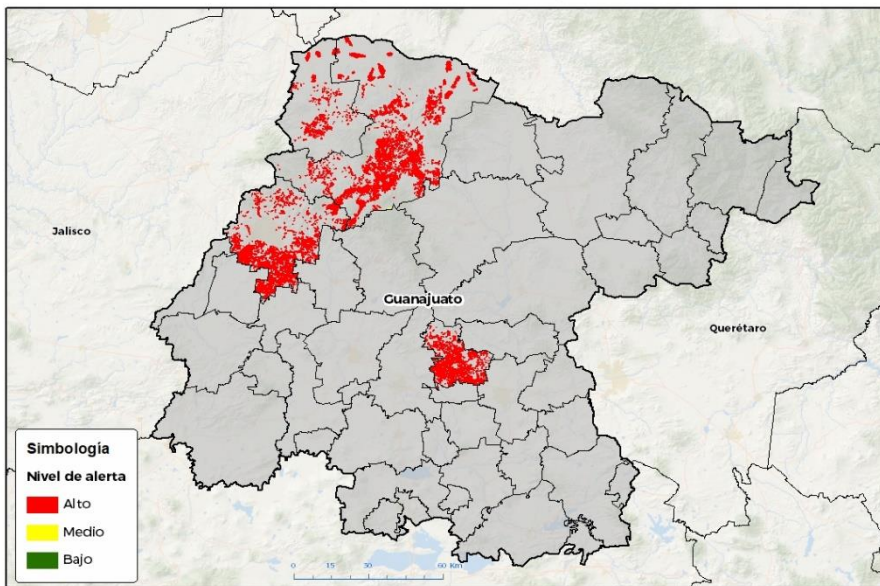 Jalisco
Guanajuato
Querétaro
Simbología
Nivel de alerta
Alto
Medio
Bajo
0 15 30 60 Km